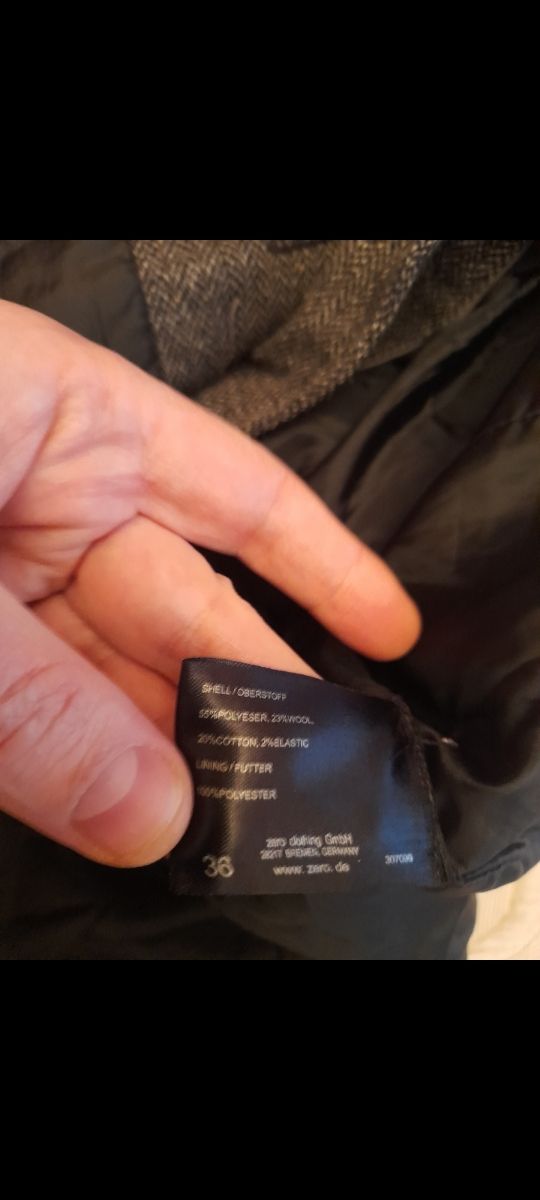 SHELL / OBERSTOFF
55%POLYESER, 23%WOOL,
20%COTTON, 2%ELASTIC
LINING / FUTTER
100%POLYESTER
zero clothing GmbH
28217 BREMEN, GERMANY
www. zero. de
36
307099